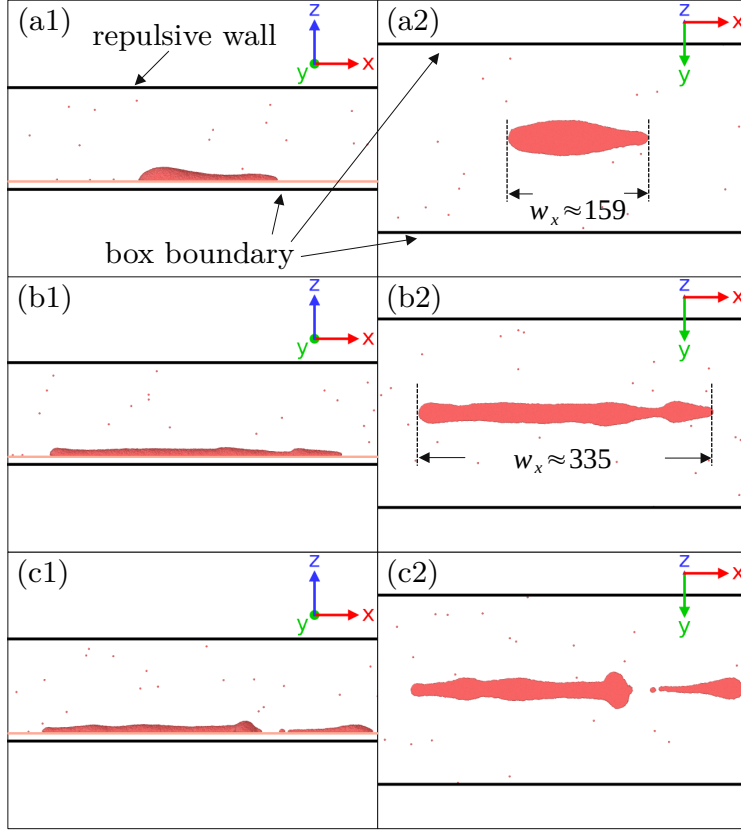 (a1)
z
repulsive wall
y
x
(a2)
z
x
y
w_x≈159
box boundary
(b1)
z
y
x
(b2)
z
x
y
w_x≈335
(c1)
z
y
x
(c2)
z
x
y